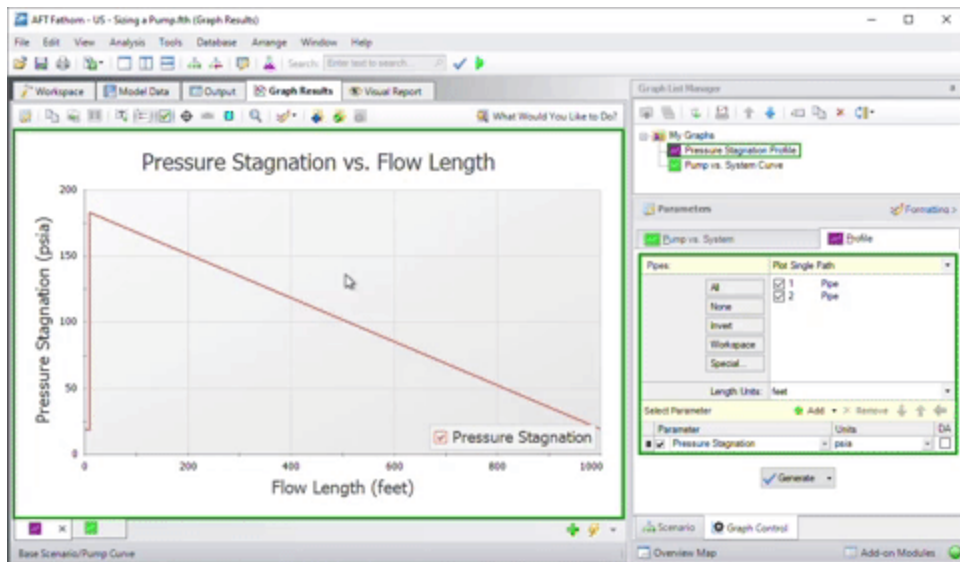 AFT Fathom - US - Sizing a Pump.fth (Graph Results)
File Edit View Analysis Tools Database Arrange Window Help
Search: Enter text to search...
Workspace Model Data Output Graph Results Visual Report
What Would You Like to Do?
Pressure Stagnation vs. Flow Length
Pressure Stagnation (psia)
200
150
100
50
0
Pressure Stagnation
0 200 400 600 800 1000
Flow Length (feet)
Base Scenario/Pump Curve
Graph List Manager
My Graphs
Pressure Stagnation Profile
Pump vs. System Curve
Parameters Formatting >
Pump vs. System Profile
Pipes: Plot Single Path
All
None
Invert
Workspace
Special...
1 Pipe
2 Pipe
Length Units: feet
Select Parameter Add Remove
Parameter Units DA
Pressure Stagnation psia
Generate
Scenario Graph Control
Overview Map Add-on Modules